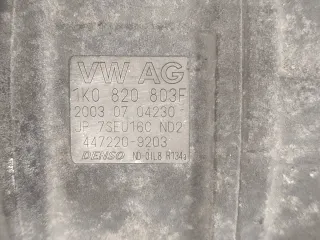 VW AG
1K0 820 803F
2003 07 04230
JF 7SEU16C ND2
447220-9203
DENSO ND-OIL8 R134a